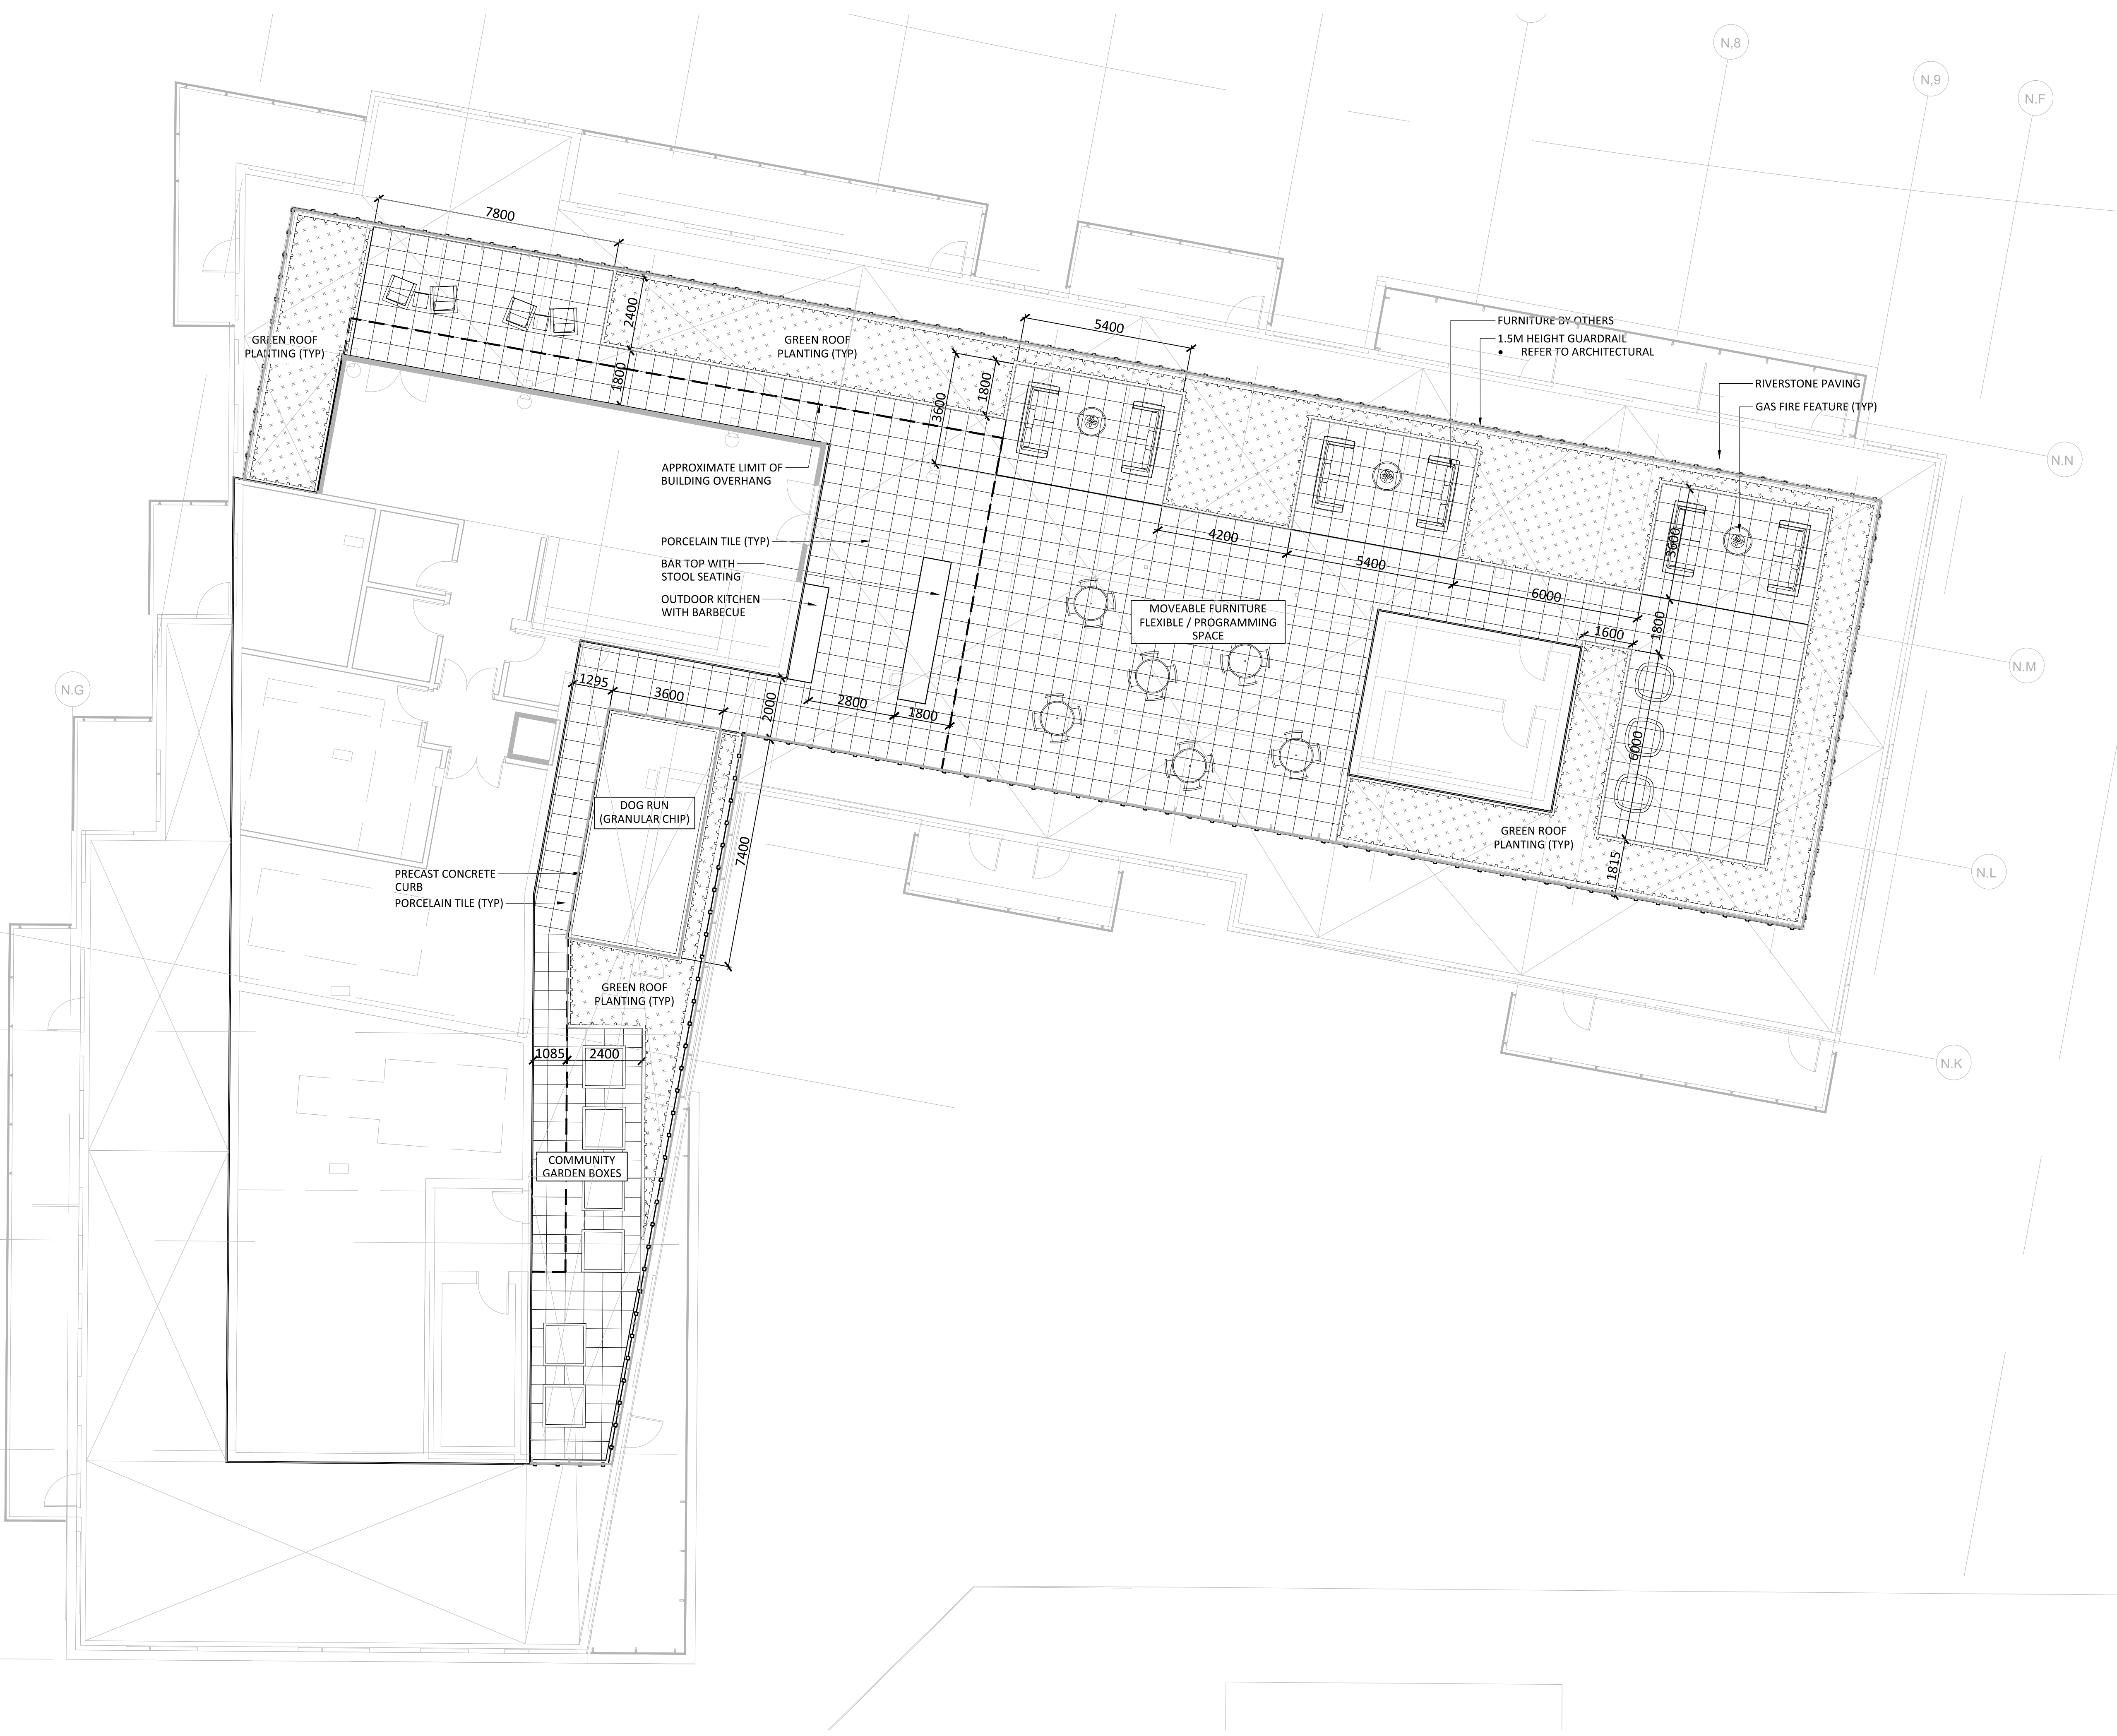 N,8
N,9
N.F
7800
2400
GREEN ROOF
PLANTING (TYP)
GREEN ROOF
PLANTING (TYP)
1800
5400
1800
3600
FURNITURE BY OTHERS
1.5M HEIGHT GUARDRAIL
• REFER TO ARCHITECTURAL
RIVERSTONE PAVING
GAS FIRE FEATURE (TYP)
N.N
APPROXIMATE LIMIT OF
BUILDING OVERHANG
PORCELAIN TILE (TYP)
BAR TOP WITH
STOOL SEATING
OUTDOOR KITCHEN
WITH BARBECUE
4200
5400
3600
6000
MOVEABLE FURNITURE
FLEXIBLE / PROGRAMMING
SPACE
1600
1800
N.M
N.G
1295
3600
2000
2800
1800
6000
DOG RUN
(GRANULAR CHIP)
7400
GREEN ROOF
PLANTING (TYP)
1815
N.L
PRECAST CONCRETE
CURB
PORCELAIN TILE (TYP)
GREEN ROOF
PLANTING (TYP)
1085
2400
N.K
COMMUNITY
GARDEN BOXES